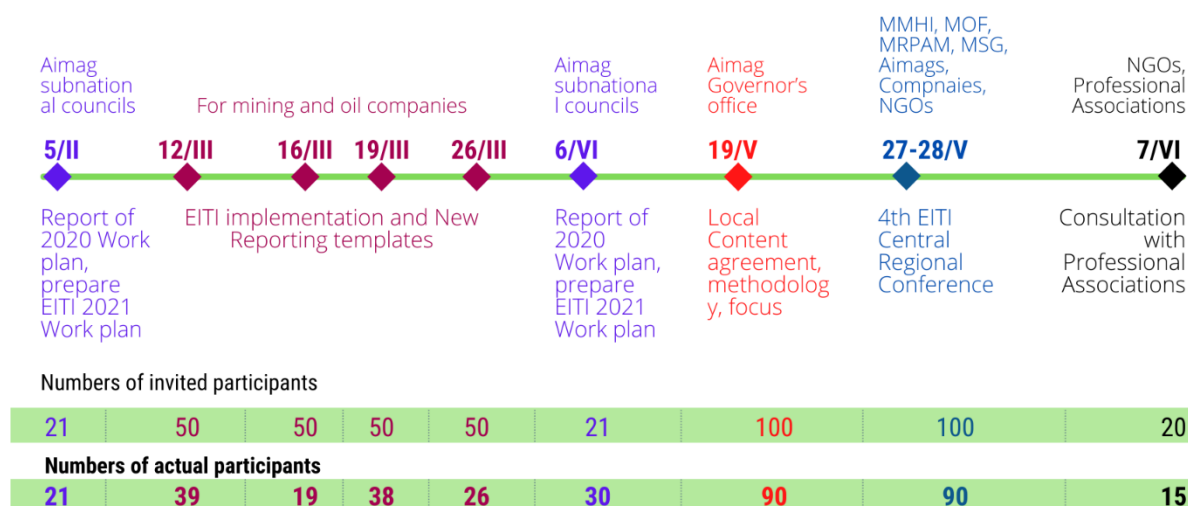 Aimag
subnation
al councils
For mining and oil companies
Aimag
subnationa
l councils
Aimag
Governor's
office
MMHI, MOF,
MRPAM, MSG,
Aimags,
Compnaies,
NGOs
NGOs,
Professional
Associations
5/II
12/III
16/III
19/III
26/III
6/VI
19/V
27-28/V
7/VI
Report of
2020 Work
plan,
prepare
EITI 2021
Work plan
EITI implementation and New
Reporting templates
Report of
2020
Work plan,
prepare
EITI 2021
Work plan
Local
Content
agreement,
methodolog
y, focus
4th EITI
Central
Regional
Conference
Consultation
with
Professional
Associations
Numbers of invited participants
21 50 50 50 50 21 100 100 20
Numbers of actual participants
21 39 19 38 26 30 90 90 15